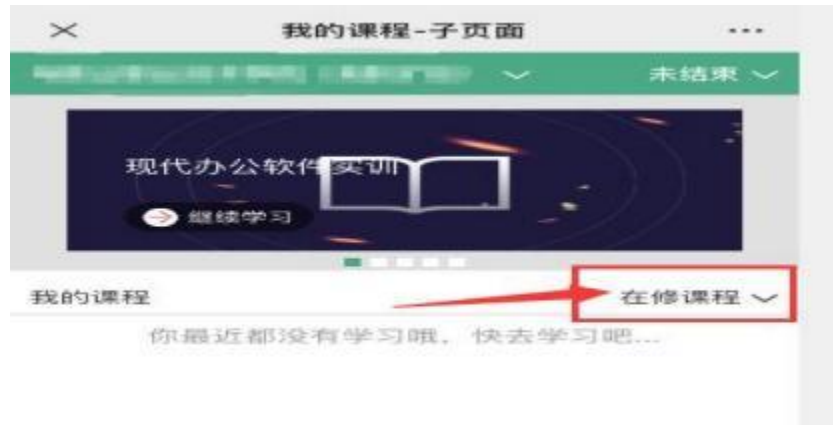 我的课程-子页面
未结束
现代办公软件实训
继续学习
我的课程
在修课程
你最近都没有学习哦，快去学习吧...